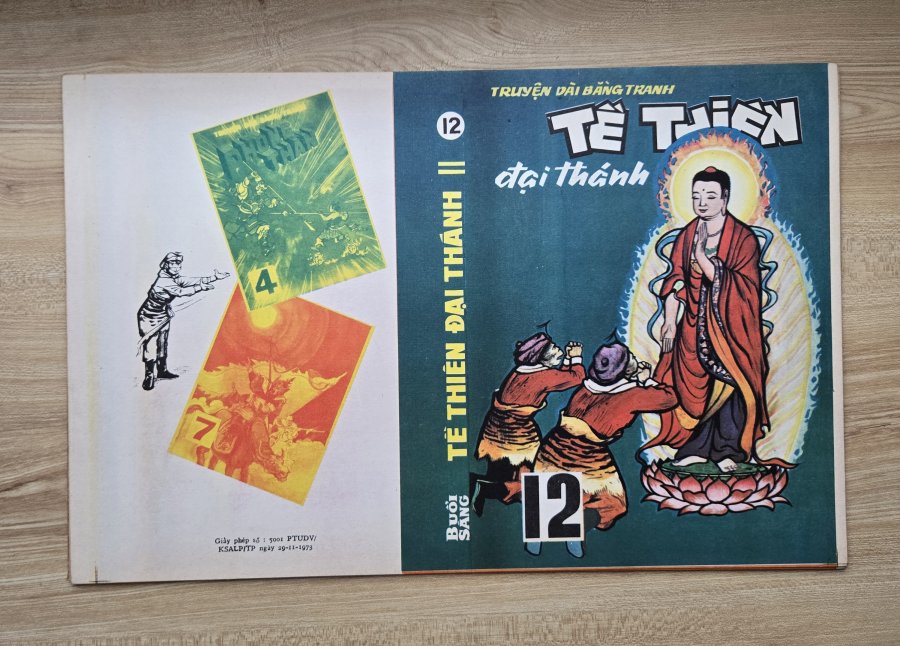 4
7
Giấy phép số : 5001 PTUDV/
KSALP/TP ngày 29-11-1973
12
TỀ THIÊN ĐẠI THÁNH II
BUỔI
SÁNG
TRUYỆN DÀI BẰNG TRANH
TỀ THIÊN
đại thánh
12